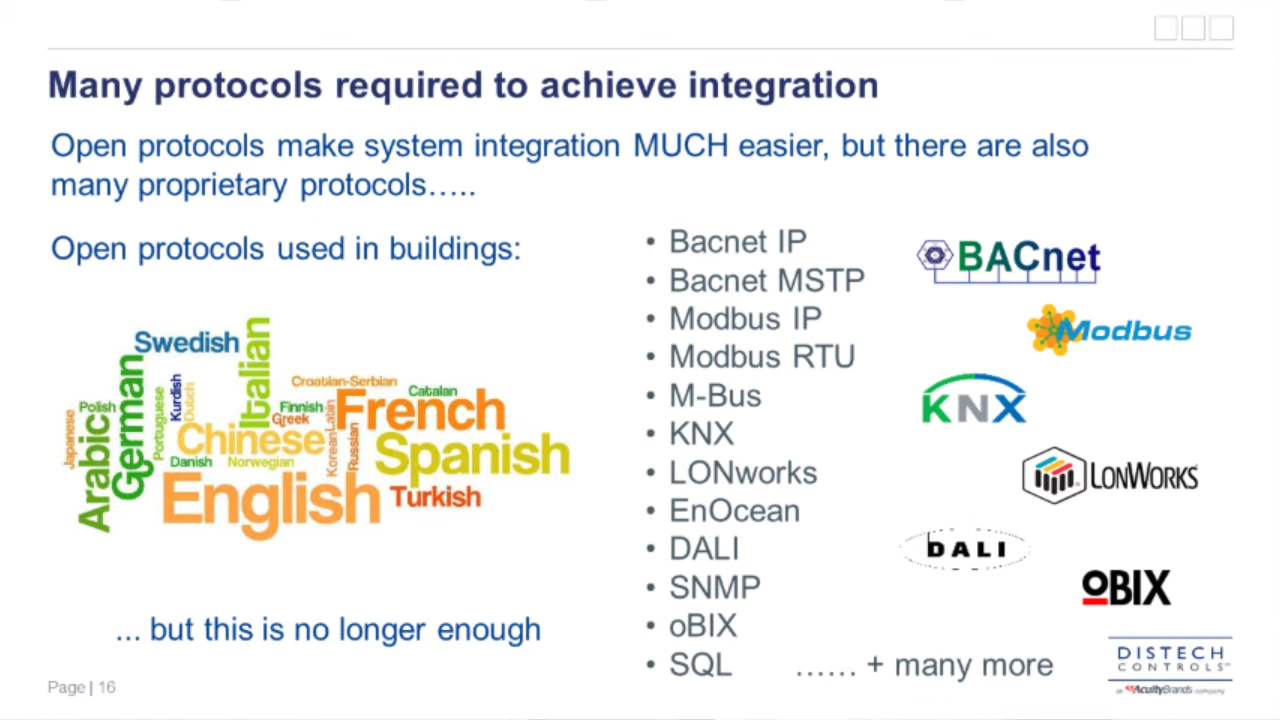 Many protocols required to achieve integration
Open protocols make system integration MUCH easier, but there are also
many proprietary protocols…..
Open protocols used in buildings:
Swedish
Italian
German
Polish
Portuguese
Kurdish
Dutch
Croatian-Serbian
Catalan
Finnish
Greek
French
Japanese
Arabic
Chinese
Korean
Latin
Russian
Spanish
Danish
Norwegian
English
Turkish
... but this is no longer enough
• Bacnet IP
• Bacnet MSTP
• Modbus IP
• Modbus RTU
• M-Bus
• KNX
• LONworks
• EnOcean
• DALI
• SNMP
• oBIX
• SQL …… + many more
BACnet
Modbus
KNX
LONWORKS
DALI
oBIX
DISTECH
CONTROLS™
an AcuityBrands company
Page | 16